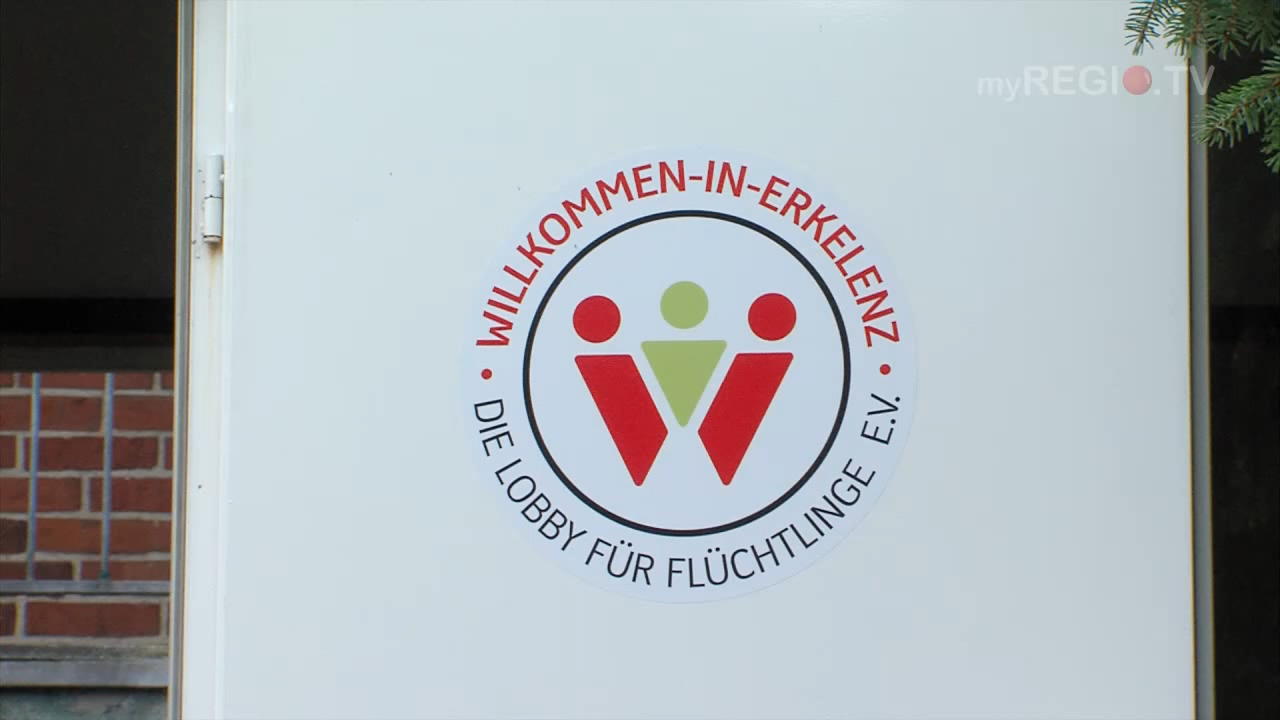 myREGIO.TV
WILLKOMMEN-IN-ERKELENZ
DIE LOBBY FÜR FLÜCHTLINGE E.V.